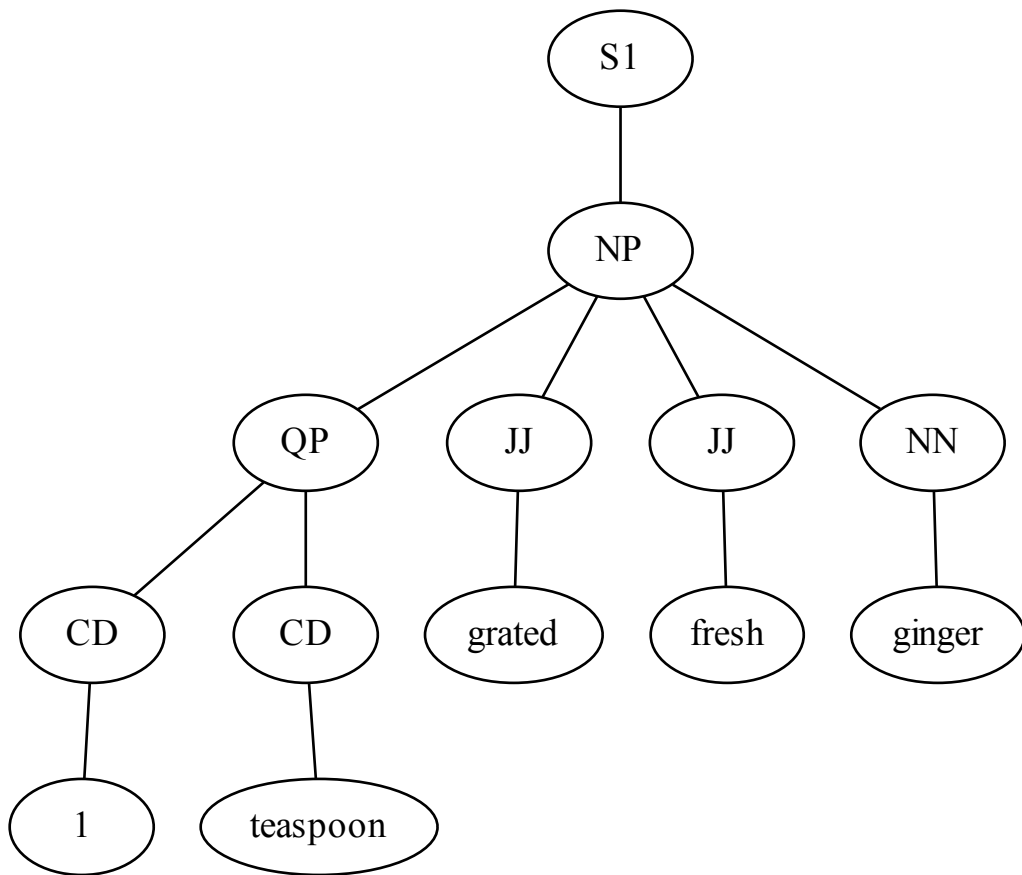 S1
NP
QP JJ JJ NN
CD CD grated fresh ginger
1 teaspoon